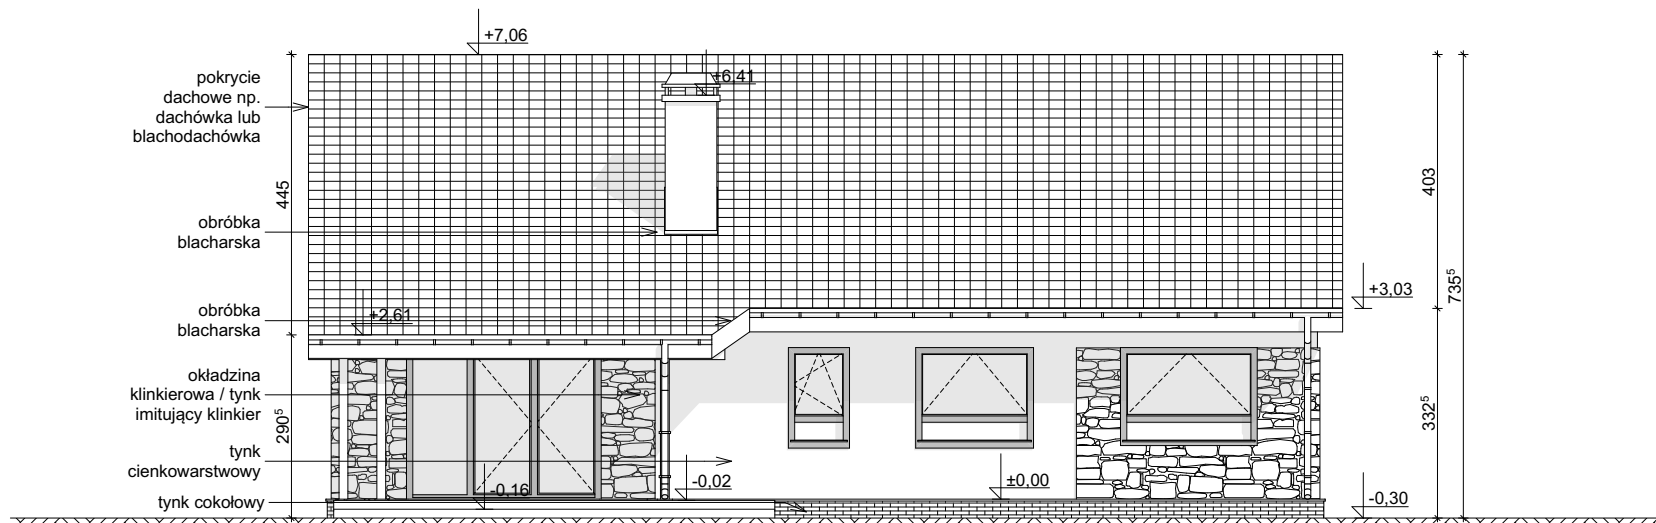 +7,06
+6,41
pokrycie
dachowe np.
dachówka lub
blachodachówka
445
403
obróbka
blacharska
735⁵
+3,03
obróbka
blacharska
+2,61
okładzina
klinkierowa / tynk
imitujący klinkier
290⁵
332⁵
tynk
cienkowarstwowy
tynk cokołowy
-0,16
-0,02
±0,00
-0,30